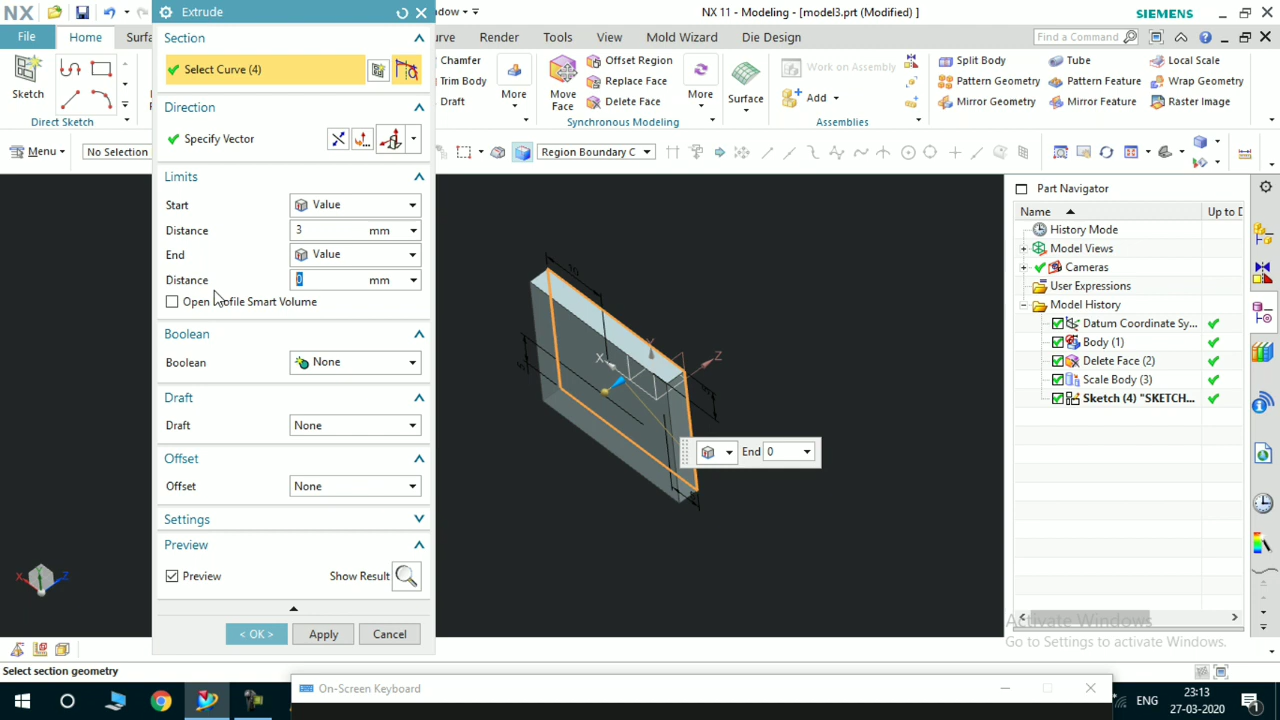 NX
Extrude
ndow
NX 11 - Modeling - [model3.prt (Modified) ]
SIEMENS
File
Home
Surfa
rve
Render
Tools
View
Mold Wizard
Die Design
Find a Command
Section
Select Curve (4)
Direction
Specify Vector
Limits
Start
Value
Distance
3
mm
End
Value
Distance
0
mm
Open Profile Smart Volume
Boolean
Boolean
None
Draft
Draft
None
Offset
Offset
None
Settings
Preview
Preview
Show Result
< OK >
Apply
Cancel
Sketch
Direct Sketch
Menu
No Selection
Chamfer
Trim Body
Draft
More
Move
Face
Offset Region
Replace Face
Delete Face
More
Synchronous Modeling
Surface
Work on Assembly
Add
Assemblies
Split Body
Pattern Geometry
Mirror Geometry
Tube
Pattern Feature
Mirror Feature
Local Scale
Wrap Geometry
Raster Image
Region Boundary C
10
X
Z
End
0
X
Z
Part Navigator
Name
Up to D
History Mode
Model Views
Cameras
User Expressions
Model History
Datum Coordinate Sy...
Body (1)
Delete Face (2)
Scale Body (3)
Sketch (4) "SKETCH...
Activate Windows
Go to Settings to activate Windows.
Select section geometry
On-Screen Keyboard
ENG
23:13
27-03-2020
1